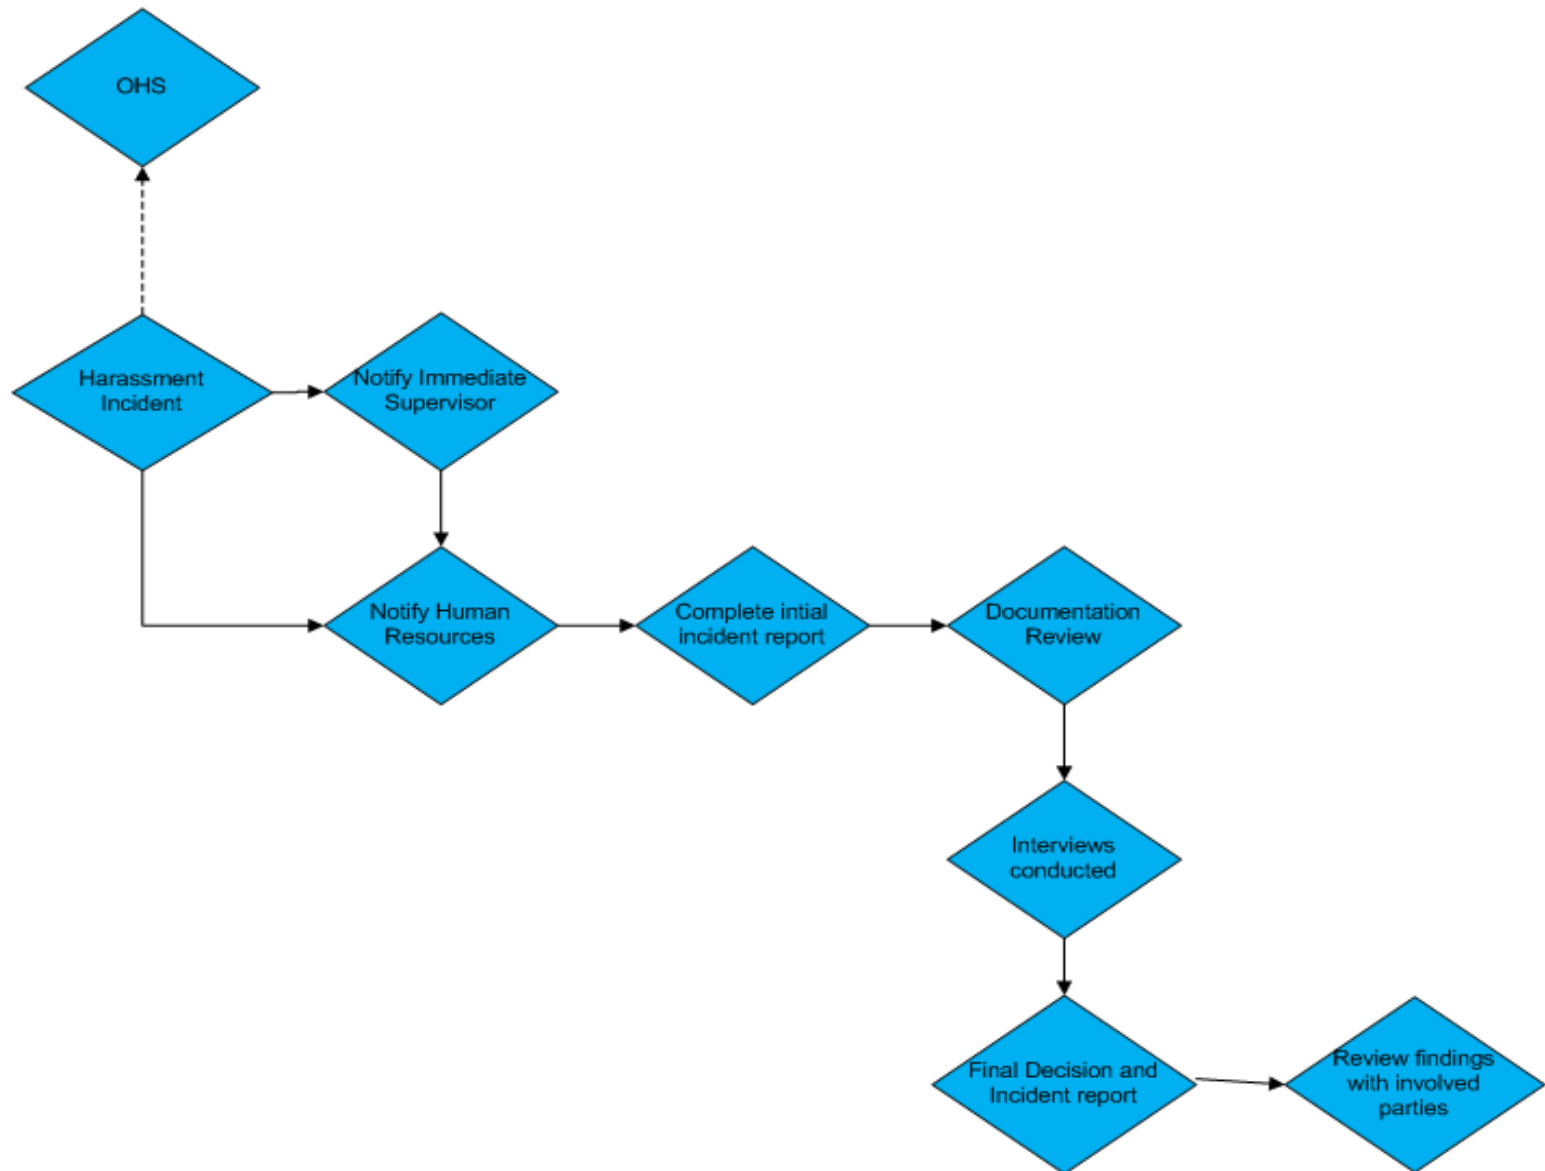 OHS
Harassment
Incident
Notify Immediate
Supervisor
Notify Human
Resources
Complete intial
incident report
Documentation
Review
Interviews
conducted
Final Decision and
Incident report
Review findings
with involved
parties